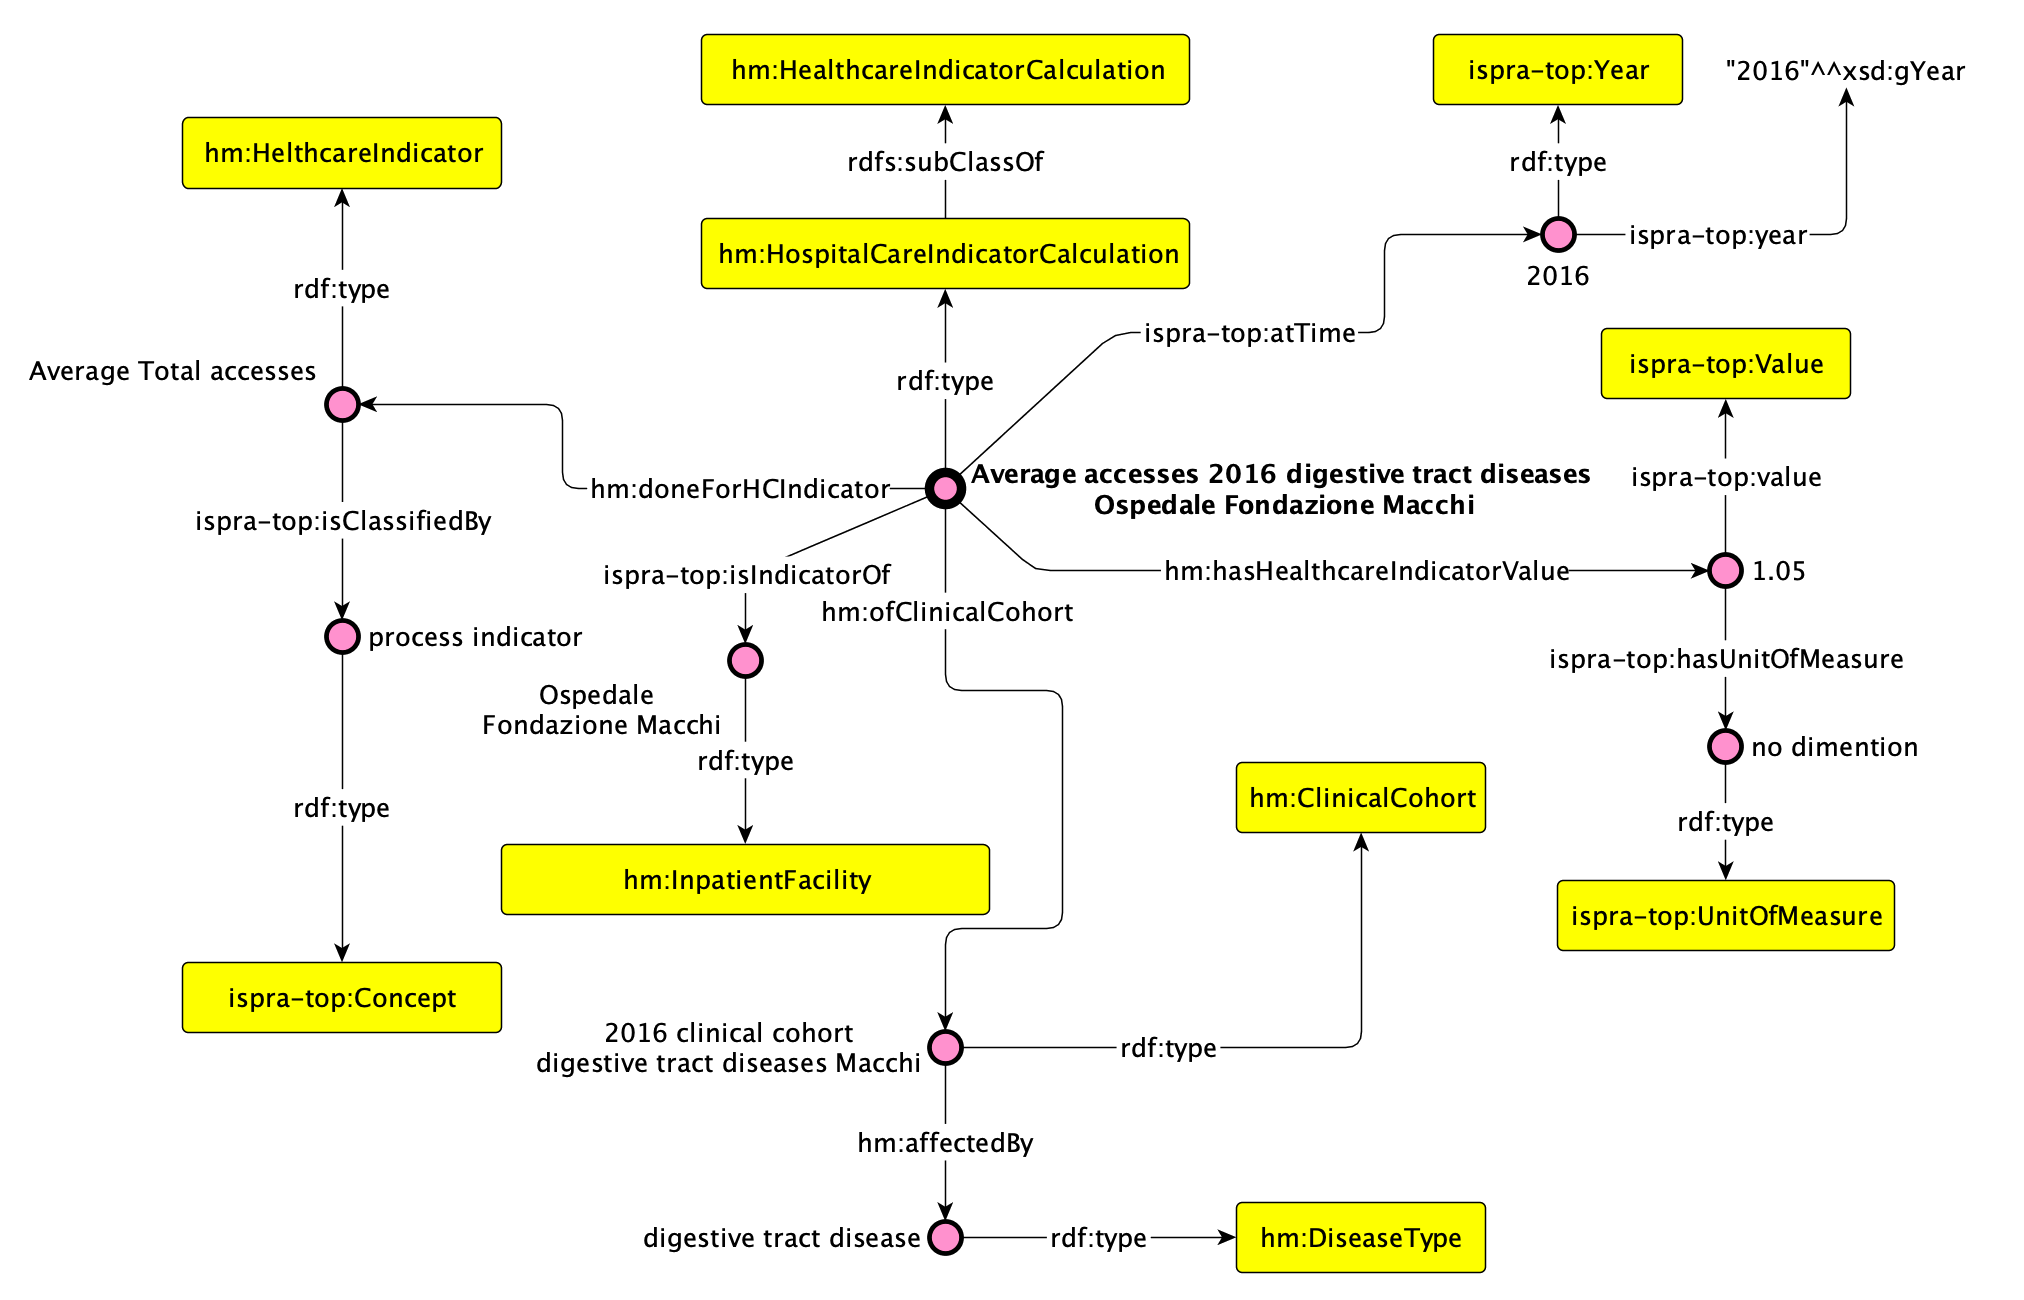 hm:HealthcareIndicatorCalculation
ispra-top:Year
"2016"^^xsd:gYear
hm:HelthcareIndicator
rdfs:subClassOf
rdf:type
hm:HospitalCareIndicatorCalculation
ispra-top:year
2016
rdf:type
ispra-top:atTime
ispra-top:Value
Average Total accesses
rdf:type
hm:doneForHCIndicator
Average accesses 2016 digestive tract diseases
Ospedale Fondazione Macchi
ispra-top:value
ispra-top:isClassifiedBy
ispra-top:isIndicatorOf
hm:hasHealthcareIndicatorValue
1.05
hm:ofClinicalCohort
process indicator
ispra-top:hasUnitOfMeasure
Ospedale
Fondazione Macchi
no dimention
rdf:type
hm:ClinicalCohort
rdf:type
rdf:type
hm:InpatientFacility
ispra-top:UnitOfMeasure
ispra-top:Concept
2016 clinical cohort
digestive tract diseases Macchi
rdf:type
hm:affectedBy
digestive tract disease
rdf:type
hm:DiseaseType